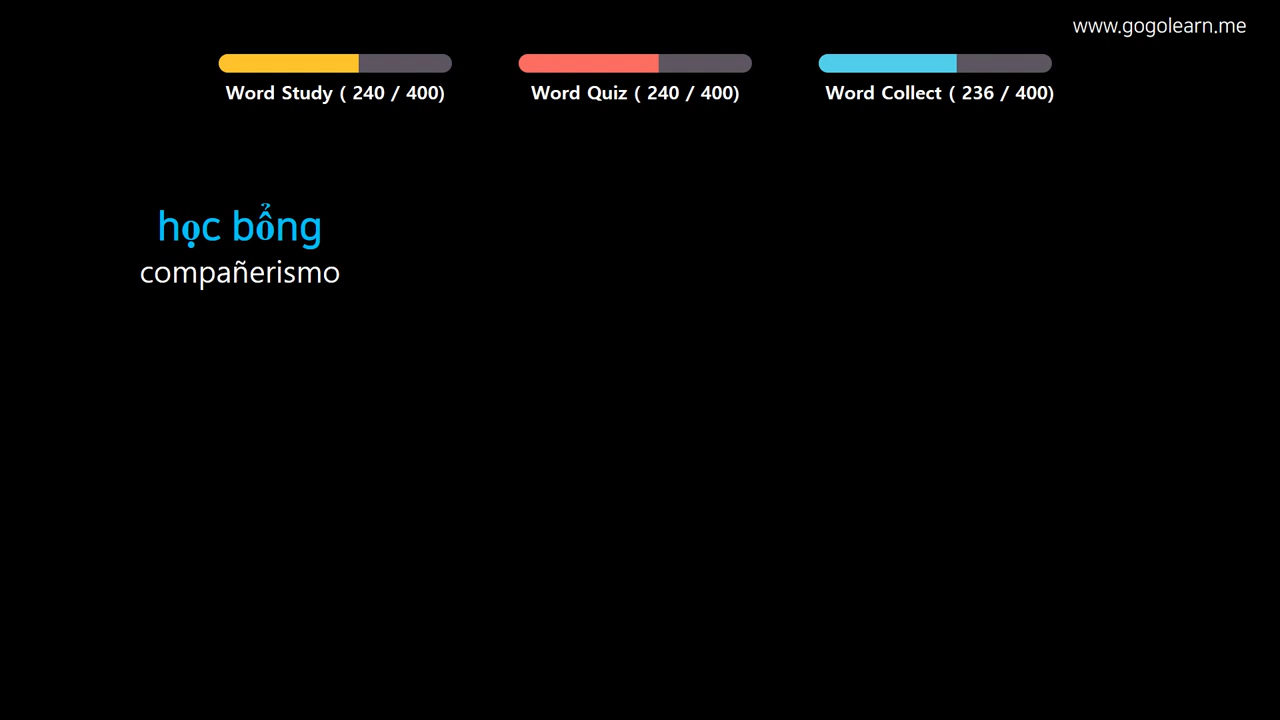 www.gogolearn.me
Word Study ( 240 / 400)
Word Quiz ( 240 / 400)
Word Collect ( 236 / 400)
học bổng
compañerismo